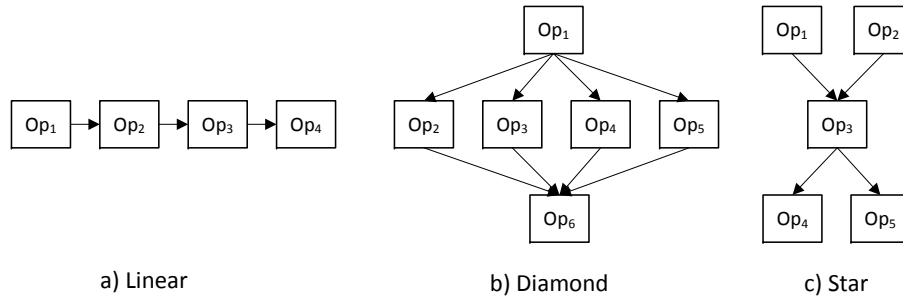 Op₁
Op₁ Op₂
Op₁ Op₂ Op₃ Op₄
Op₂ Op₃ Op₄ Op₅
Op₃
Op₆
Op₄ Op₅
a) Linear
b) Diamond
c) Star